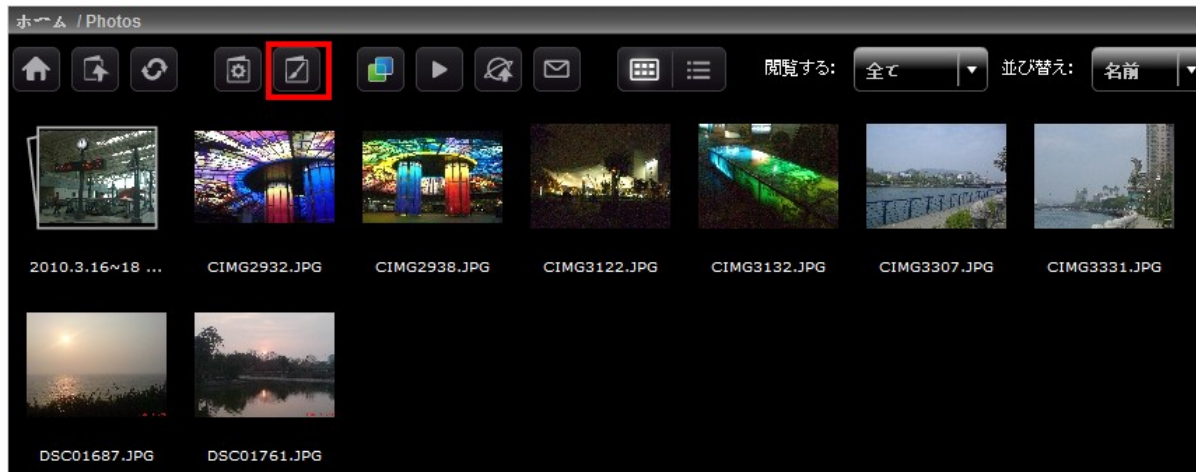 ホーム / Photos
閲覧する: 全て 並び替え: 名前
2010.3.16~18 ... CIMG2932.JPG CIMG2938.JPG CIMG3122.JPG CIMG3132.JPG CIMG3307.JPG CIMG3331.JPG
DSC01687.JPG DSC01761.JPG